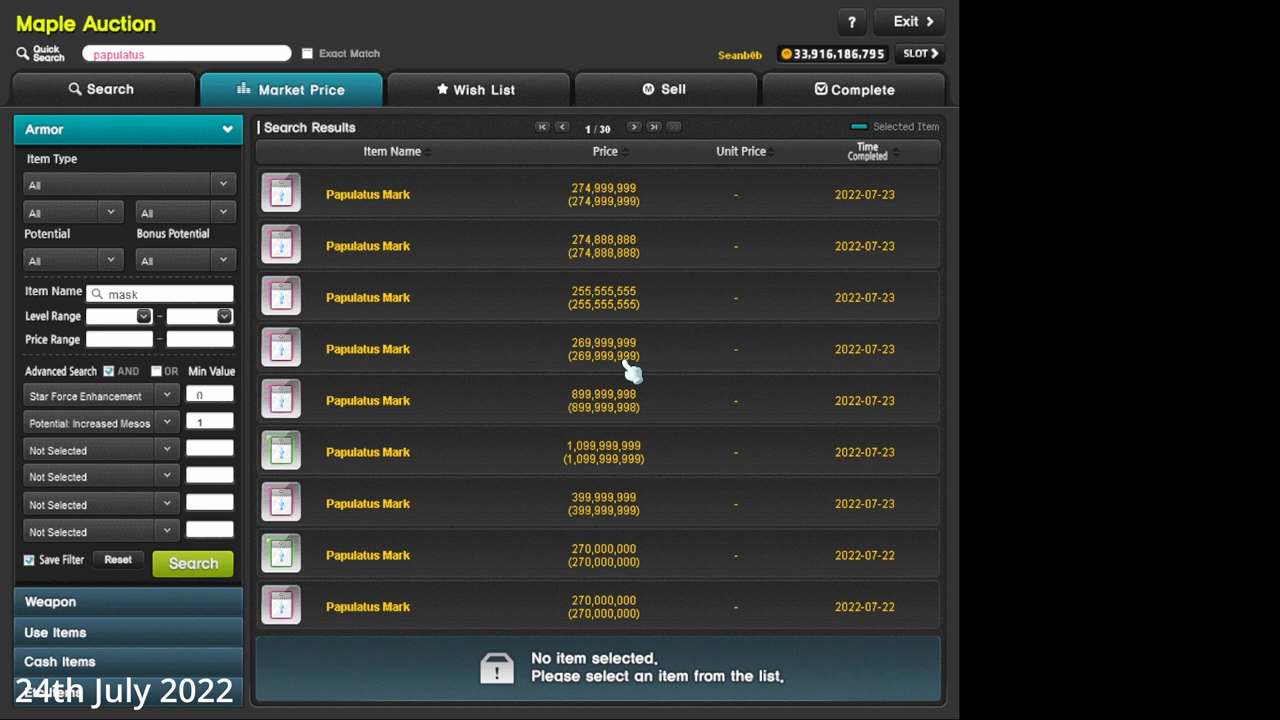 Maple Auction
? Exit
Quick Search papulatus Exact Match
Seanb0b 33,916,186,795 SLOT
Search Market Price Wish List Sell Complete
Armor
Item Type
All
All All
Potential Bonus Potential
All All
Item Name mask
Level Range -
Price Range -
Advanced Search AND OR Min Value
Star Force Enhancement 0
Potential: Increased Mesos 1
Not Selected
Not Selected
Not Selected
Not Selected
Save Filter Reset Search
Weapon
Use Items
Cash Items
24th July 2022
Search Results 1 / 30 Selected Item
Item Name Price Unit Price Time Completed
Papulatus Mark 274,999,999 (274,999,999) - 2022-07-23
Papulatus Mark 274,888,888 (274,888,888) - 2022-07-23
Papulatus Mark 255,555,555 (255,555,555) - 2022-07-23
Papulatus Mark 269,999,999 (269,999,999) - 2022-07-23
Papulatus Mark 899,999,998 (899,999,998) - 2022-07-23
Papulatus Mark 1,099,999,999 (1,099,999,999) - 2022-07-23
Papulatus Mark 399,999,999 (399,999,999) - 2022-07-23
Papulatus Mark 270,000,000 (270,000,000) - 2022-07-22
Papulatus Mark 270,000,000 (270,000,000) - 2022-07-22
No item selected.
Please select an item from the list.